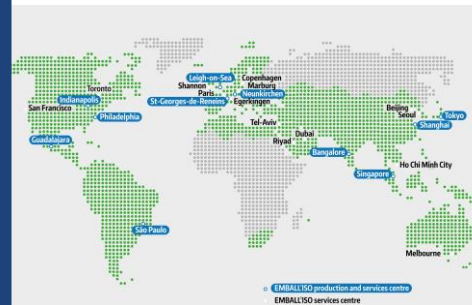 Leigh-on-Sea
Copenhagen
Shannon
Marburg
Paris
Neunkirchen
St-Georges-de-Reneins
Egerkingen
Toronto
Indianapolis
San Francisco
Philadelphia
Guadalajara
São Paulo
Tel-Aviv
Dubai
Riyad
Bangalore
Beijing
Seoul
Tokyo
Shanghai
Ho Chi Minh City
Singapore
Melbourne
EMBALL'ISO production and services centre
EMBALL'ISO services centre